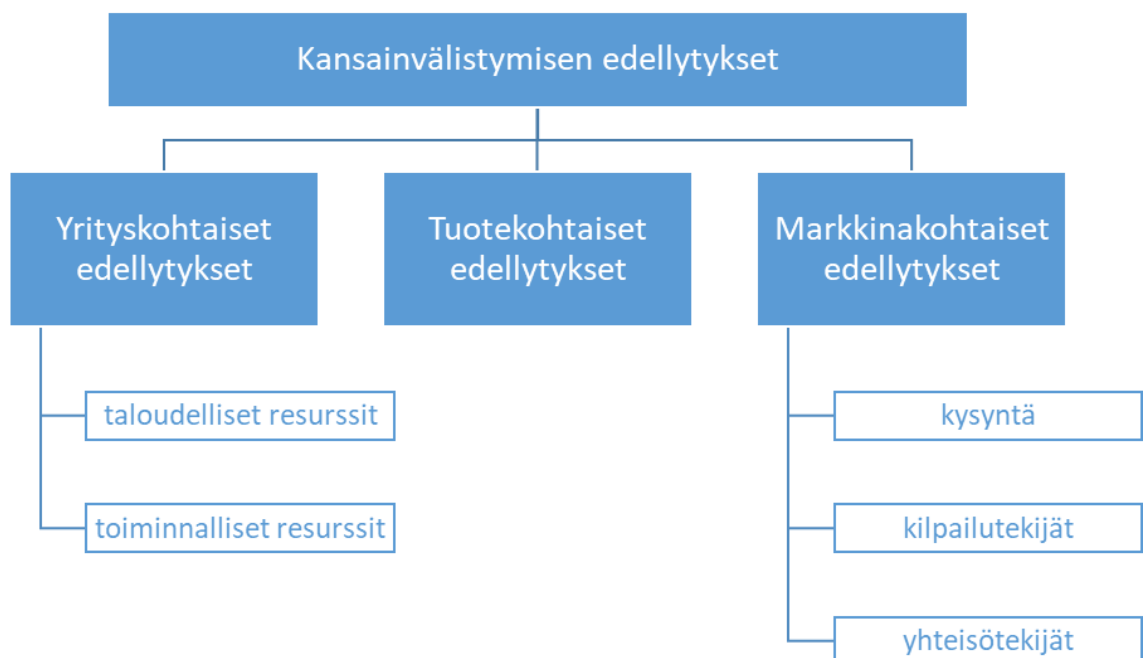 Kansainvälistymisen edellytykset
Yrityskohtaiset
edellytykset
Tuotekohtaiset
edellytykset
Markkinakohtaiset
edellytykset
taloudelliset resurssit
toiminnalliset resurssit
kysyntä
kilpailutekijät
yhteisötekijät